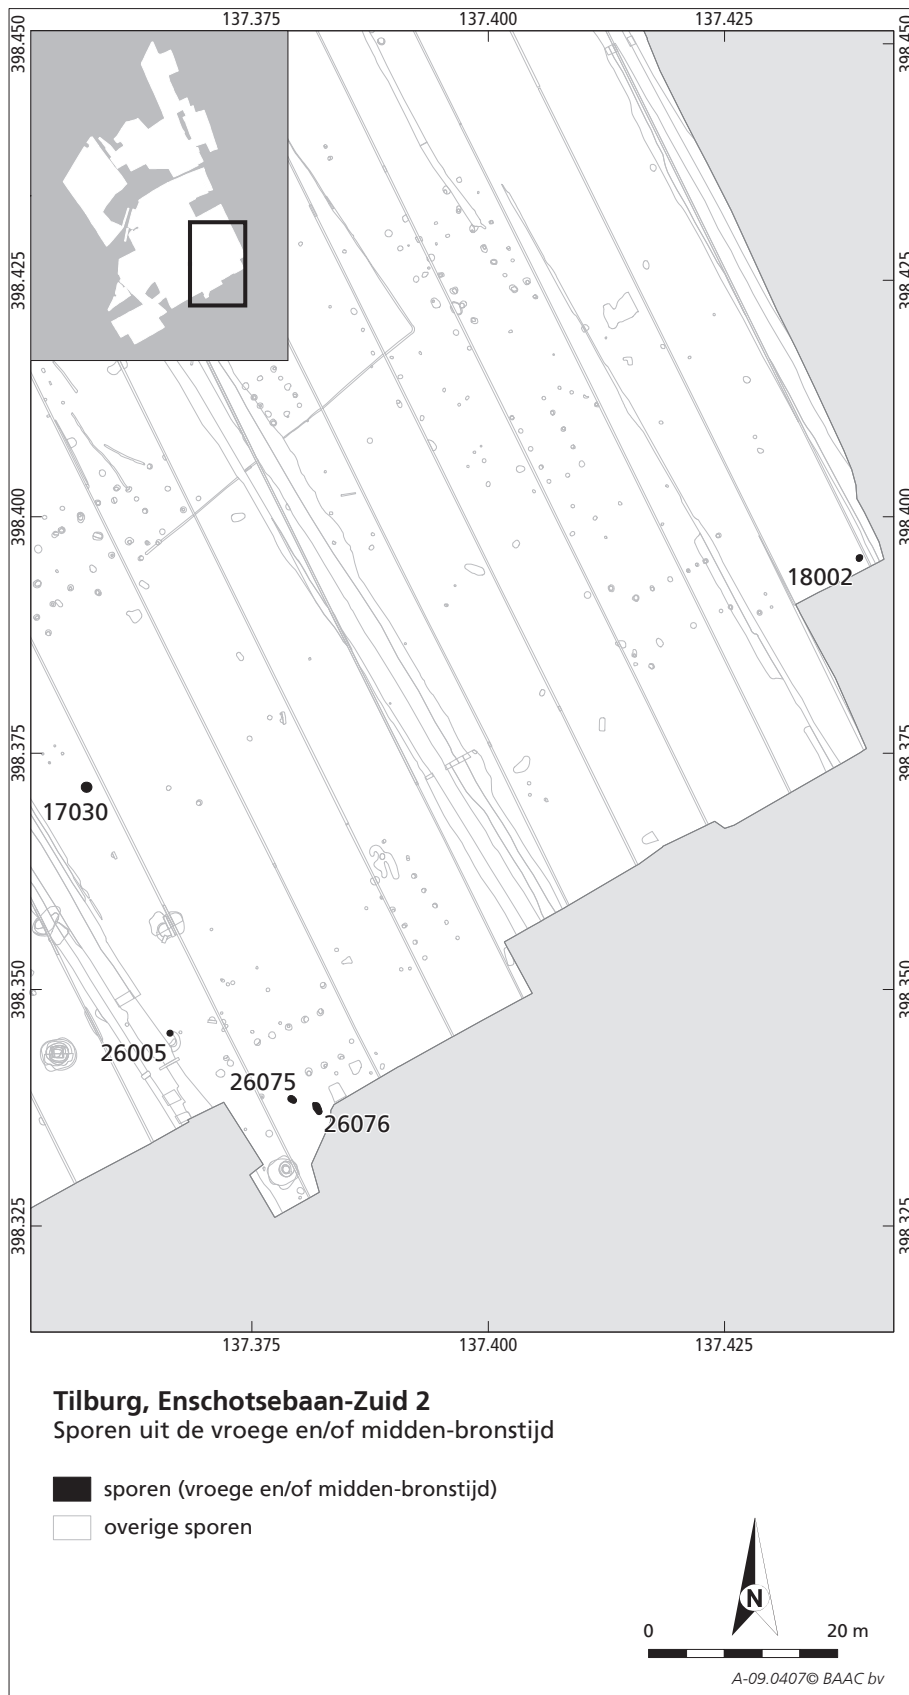 137.375 137.400 137.425
398.450 398.450
398.425 398.425
398.400 398.400
18002
398.375 398.375
17030
398.350 398.350
26005
26075
26076
398.325 398.325
137.375 137.400 137.425
Tilburg, Enschotsebaan-Zuid 2
Sporen uit de vroege en/of midden-bronstijd
sporen (vroege en/of midden-bronstijd)
overige sporen
N
0 20 m
A-09.0407© BAAC bv